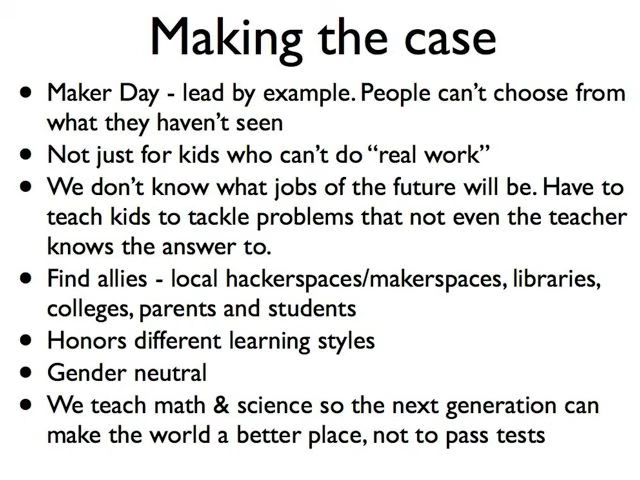 Making the case
• Maker Day - lead by example. People can’t choose from
what they haven’t seen
• Not just for kids who can’t do “real work”
• We don’t know what jobs of the future will be. Have to
teach kids to tackle problems that not even the teacher
knows the answer to.
• Find allies - local hackerspaces/makerspaces, libraries,
colleges, parents and students
• Honors different learning styles
• Gender neutral
• We teach math & science so the next generation can
make the world a better place, not to pass tests